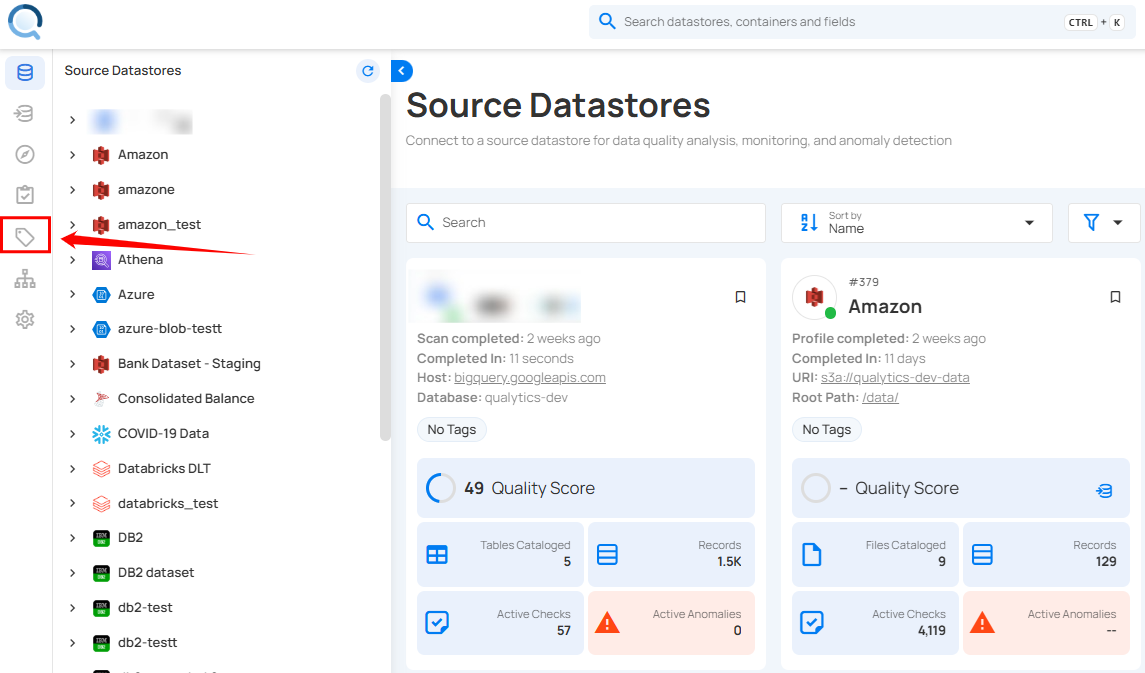 Search datastores, containers and fields
CTRL + K
Source Datastores
Amazon
amazone
amazon_test
Athena
Azure
azure-blob-testt
Bank Dataset - Staging
Consolidated Balance
COVID-19 Data
Databricks DLT
databricks_test
DB2
DB2 dataset
db2-test
db2-testt
Source Datastores
Connect to a source datastore for data quality analysis, monitoring, and anomaly detection
Search
Sort by
Name
Scan completed: 2 weeks ago
Completed In: 11 seconds
Host: bigquery.googleapis.com
Database: qualytics-dev
No Tags
49 Quality Score
Tables Cataloged
5
Records
1.5K
Active Checks
57
Active Anomalies
0
#379
Amazon
Profile completed: 2 weeks ago
Completed In: 11 days
URI: s3a://qualytics-dev-data
Root Path: /data/
No Tags
– Quality Score
Files Cataloged
9
Records
129
Active Checks
4,119
Active Anomalies
--